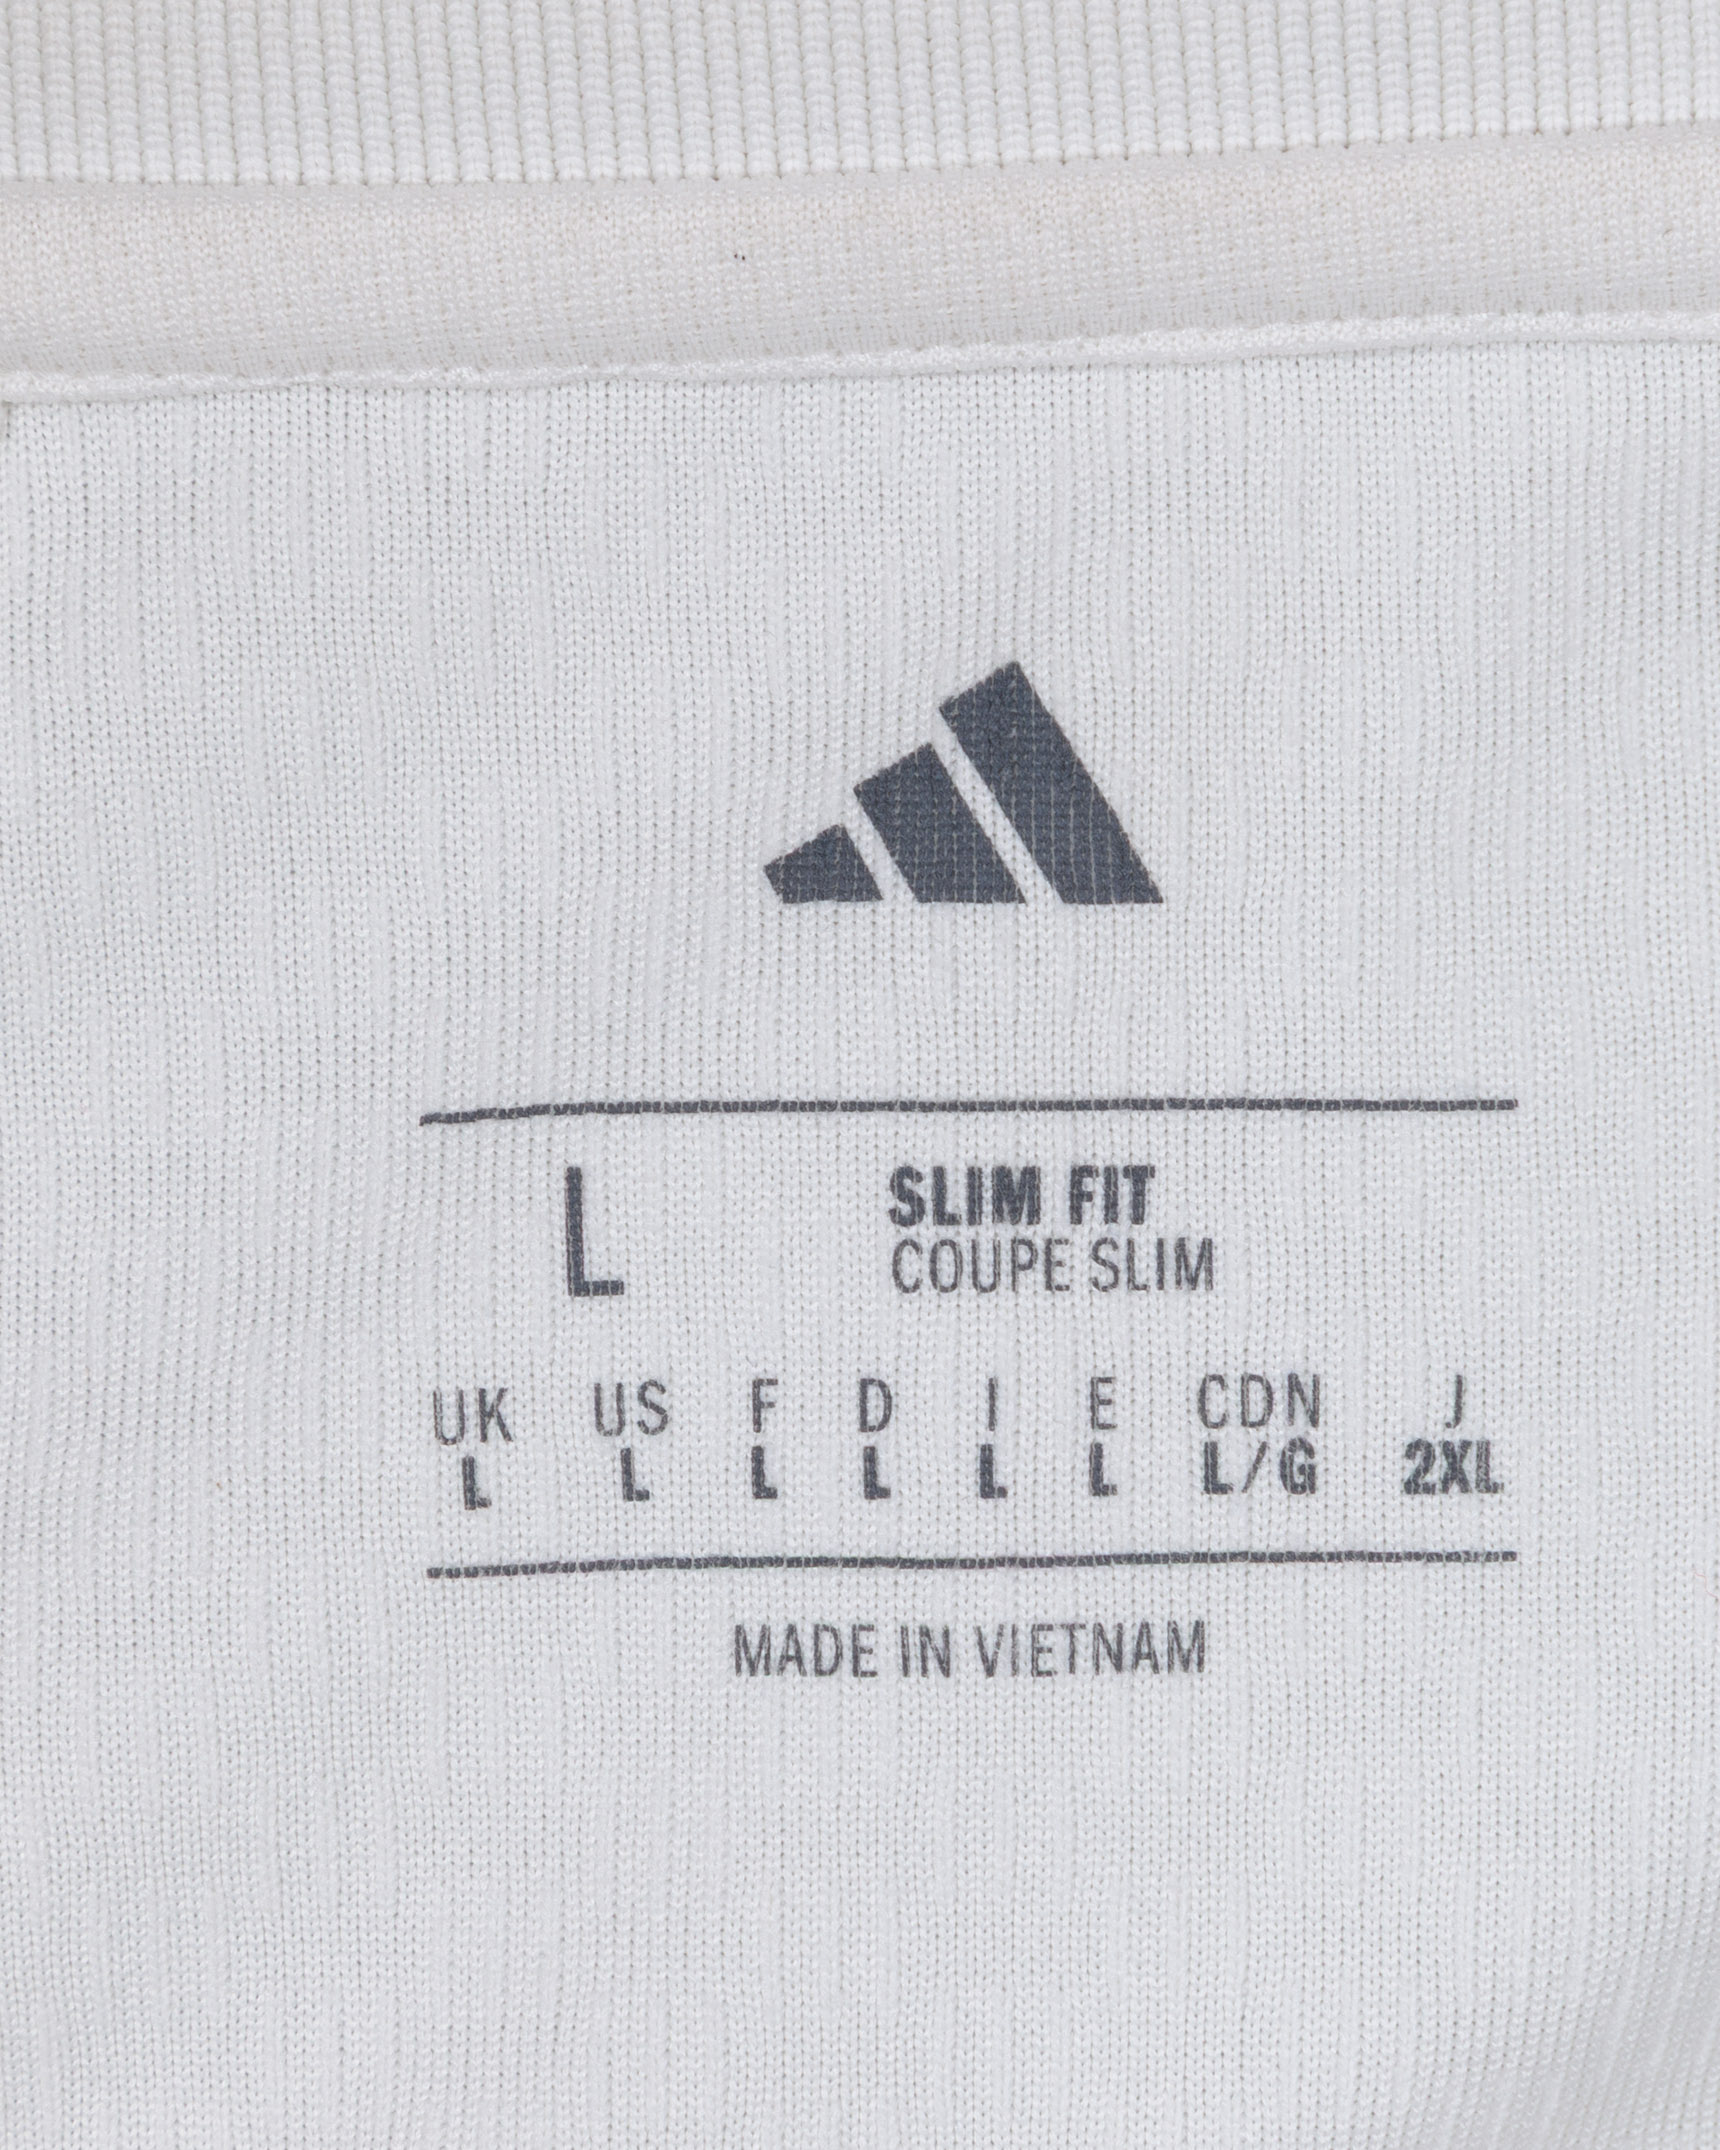 L
SLIM FIT
COUPE SLIM
UK US F D I E CDN J
L L L L L L L/G 2XL
MADE IN VIETNAM